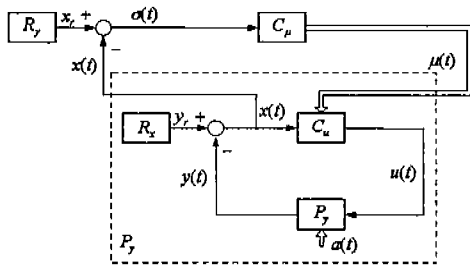 R_y
x_r
+
σ(t)
C_μ
−
x(t)
μ(t)
R_x
y_r
+
x(t)
C_u
−
y(t)
u(t)
P_y
P_y
a(t)